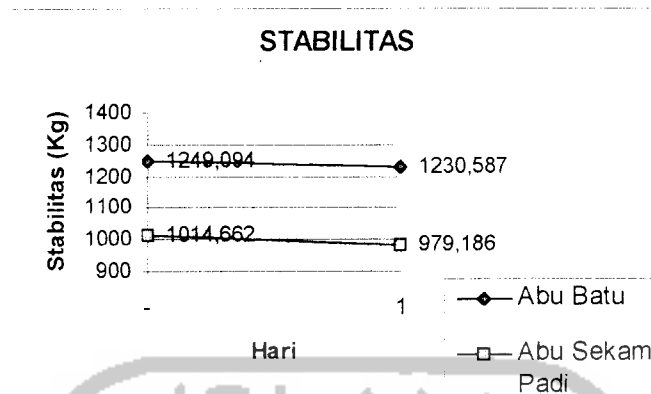 STABILITAS
Stabilitas (Kg)
1400
1300
1200
1100
1000
900
1249,094
1230,587
1014,662
979,186
-
1
Hari
Abu Batu
Abu Sekam
Padi